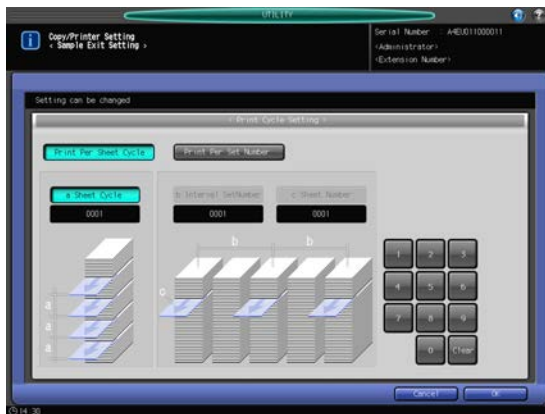 UTILITY
Copy/Printer Setting
< Sample Exit Setting >
Serial Number : A4EU011000011
<Administrator>
<Extension Number>
Setting can be changed
< Print Cycle Setting >
Print Per Sheet Cycle
Print Per Set Number
a Sheet Cycle
b Interval SetNumber
c Sheet Number
0001
0001
0001
b b
c
a
a
a
1 2 3
4 5 6
7 8 9
0 Clear
Cancel
OK
14:38